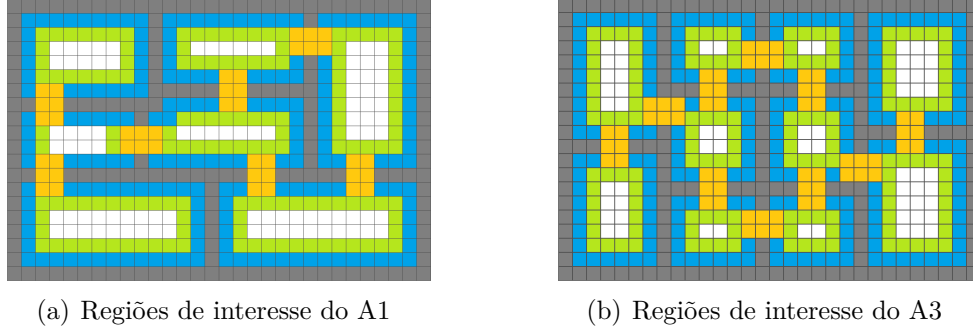 (a) Regiões de interesse do A1
(b) Regiões de interesse do A3